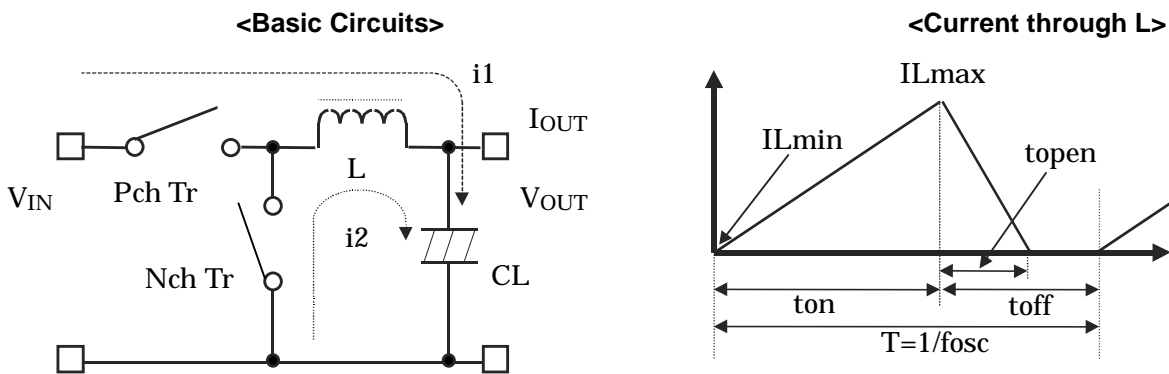 <Basic Circuits>
<Current through L>
i1
IOUT
L
Pch Tr
VIN
VOUT
i2
Nch Tr
CL
ILmax
ILmin
topen
ton
toff
T=1/fosc